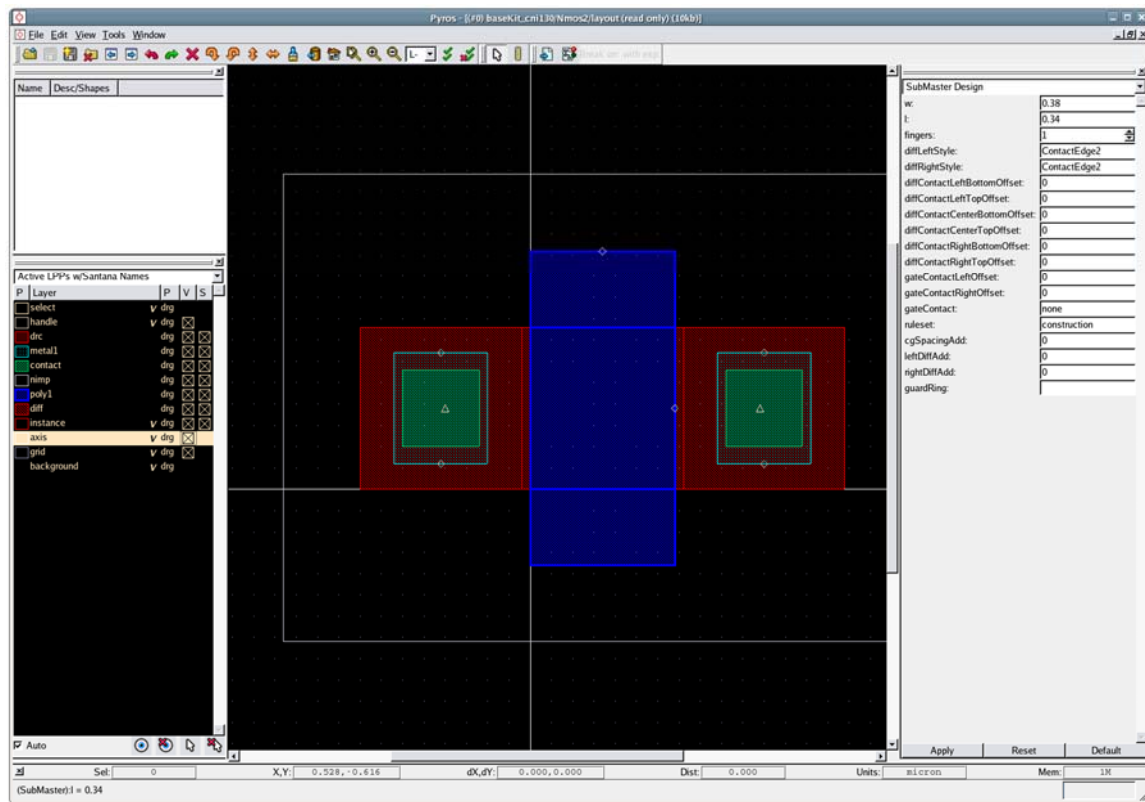 Pyros - [(#0) baseKit_cni130/Nmos2/layout (read only) (10kb)]
File Edit View Tools Window
L-
Name Desc/Shapes
Active LPPs w/Santana Names
P Layer P V S
select v drg
handle v drg
drc drg
metal1 drg
contact drg
nimp drg
poly1 drg
diff drg
instance v drg
axis v drg
grid v drg
background v drg
Auto
SubMaster Design
w: 0.38
l: 0.34
fingers: 1
diffLeftStyle: ContactEdge2
diffRightStyle: ContactEdge2
diffContactLeftBottomOffset: 0
diffContactLeftTopOffset: 0
diffContactCenterBottomOffset: 0
diffContactCenterTopOffset: 0
diffContactRightBottomOffset: 0
diffContactRightTopOffset: 0
gateContactLeftOffset: 0
gateContactRightOffset: 0
gateContact: none
ruleset: construction
cgSpacingAdd: 0
leftDiffAdd: 0
rightDiffAdd: 0
guardRing:
Apply Reset Default
Sel: 0 X,Y: 0.528,-0.616 dX,dY: 0.000,0.000 Dist: 0.000 Units: micron Mem: 1M
(SubMaster):l = 0.34